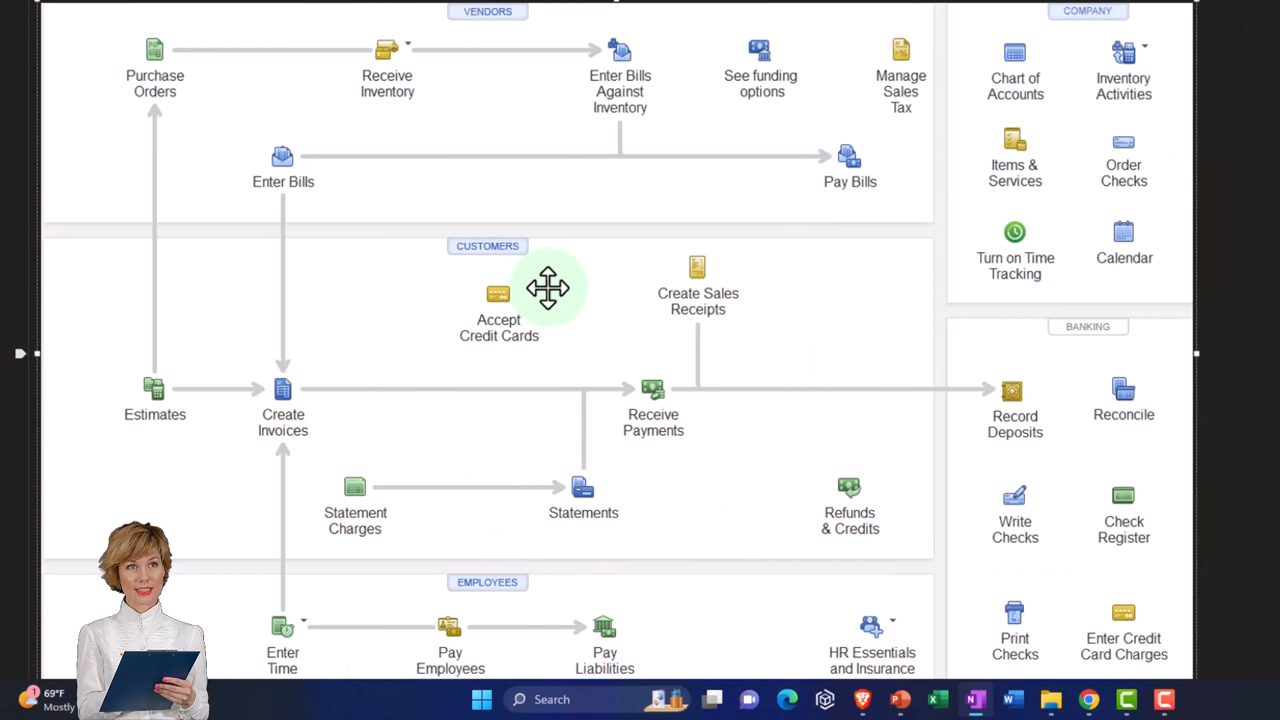 VENDORS
Purchase
Orders
Receive
Inventory
Enter Bills
Against
Inventory
See funding
options
Manage
Sales
Tax
Enter Bills
Pay Bills
COMPANY
Chart of
Accounts
Inventory
Activities
Items &
Services
Order
Checks
Turn on Time
Tracking
Calendar
CUSTOMERS
Accept
Credit Cards
Create Sales
Receipts
Estimates
Create
Invoices
Receive
Payments
Statement
Charges
Statements
Refunds
& Credits
BANKING
Record
Deposits
Reconcile
Write
Checks
Check
Register
Print
Checks
Enter Credit
Card Charges
EMPLOYEES
Enter
Time
Pay
Employees
Pay
Liabilities
HR Essentials
and Insurance
1
69°F
Mostly
Search